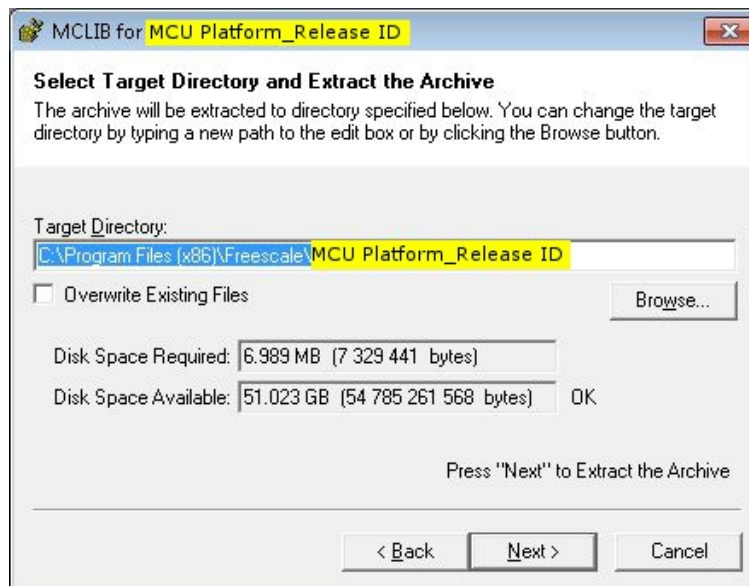 MCLIB for MCU Platform_Release ID
Select Target Directory and Extract the Archive
The archive will be extracted to directory specified below. You can change the target
directory by typing a new path to the edit box or by clicking the Browse button.
Target Directory:
C:\Program Files (x86)\Freescale\MCU Platform_Release ID
Overwrite Existing Files
Browse...
Disk Space Required: 6.989 MB (7 329 441 bytes)
Disk Space Available: 51.023 GB (54 785 261 568 bytes) OK
Press "Next" to Extract the Archive
< Back Next > Cancel